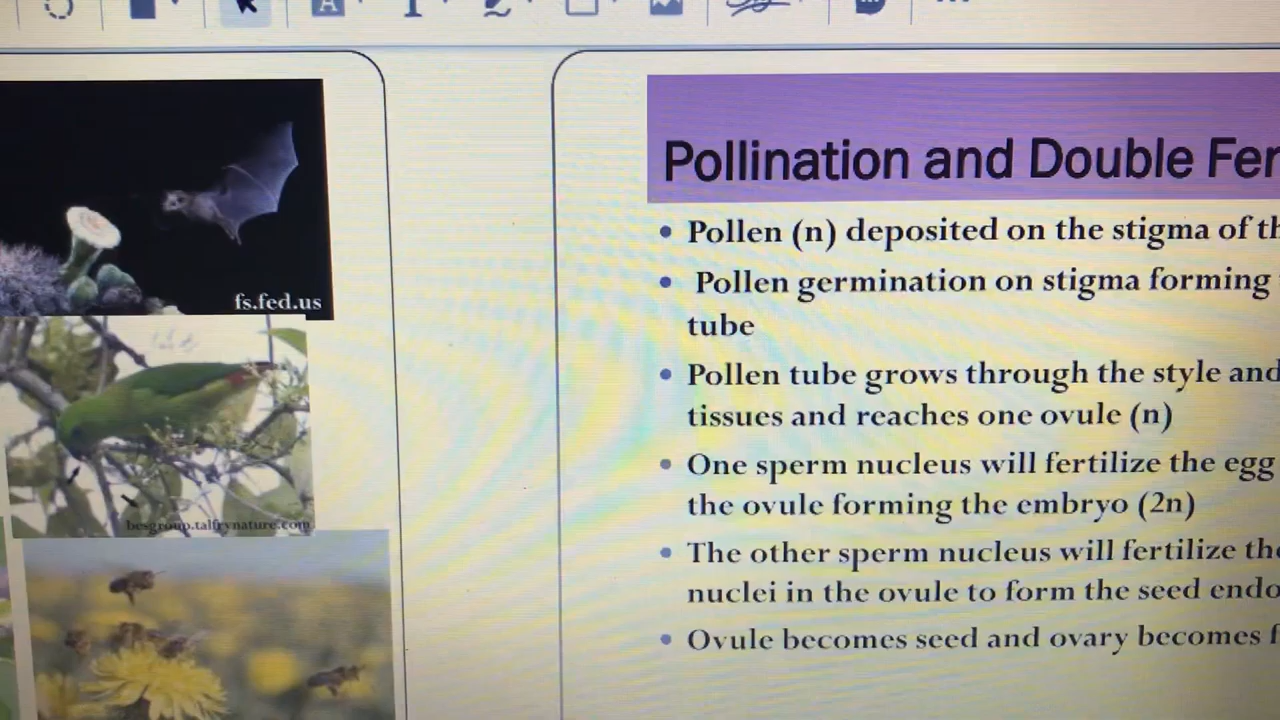 fs.fed.us
besgroup.talfrynature.com
Pollination and Double Fer
• Pollen (n) deposited on the stigma of th
• Pollen germination on stigma forming
tube
• Pollen tube grows through the style and
tissues and reaches one ovule (n)
• One sperm nucleus will fertilize the egg
the ovule forming the embryo (2n)
• The other sperm nucleus will fertilize the
nuclei in the ovule to form the seed endo
• Ovule becomes seed and ovary becomes f